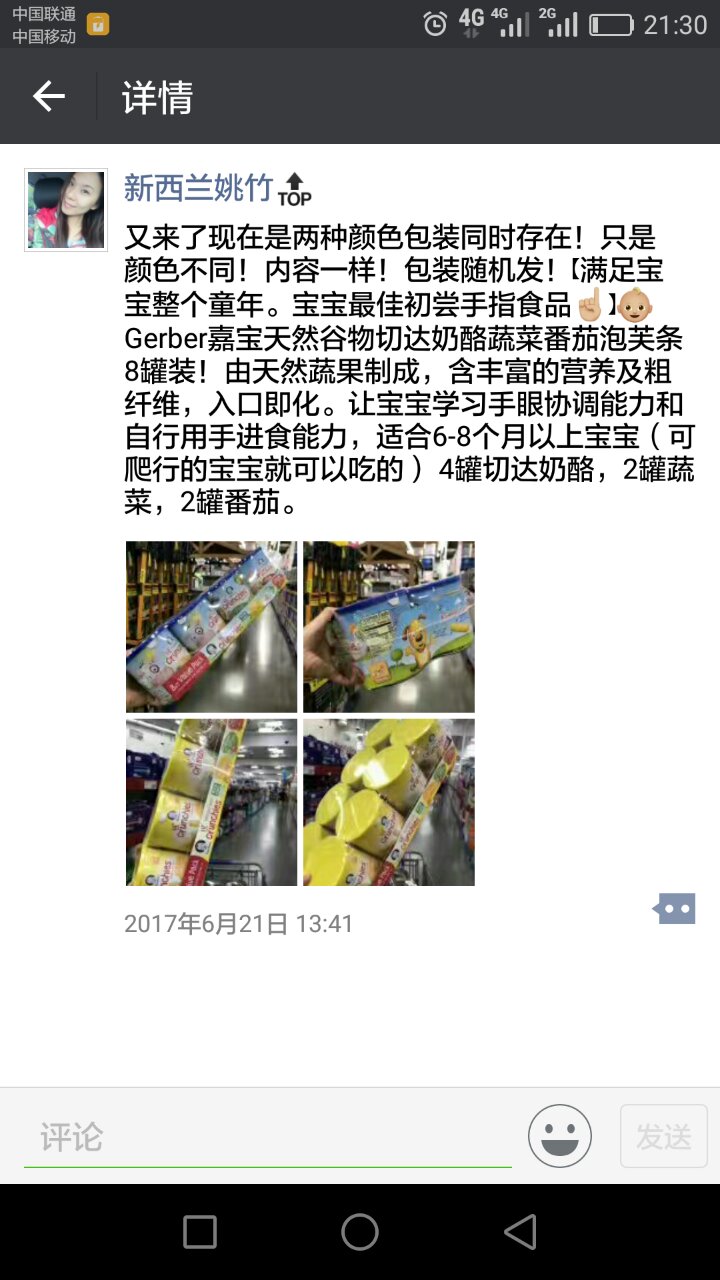 中国联通
中国移动
4G 4G 2G 21:30
详情
新西兰姚竹 TOP
又来了现在是两种颜色包装同时存在！只是
颜色不同！内容一样！包装随机发！【满足宝
宝整个童年。宝宝最佳初尝手指食品☝🏼】👶🏼
Gerber嘉宝天然谷物切达奶酪蔬菜番茄泡芙条
8罐装！由天然蔬果制成，含丰富的营养及粗
纤维，入口即化。让宝宝学习手眼协调能力和
自行用手进食能力，适合6-8个月以上宝宝（可
爬行的宝宝就可以吃的）4罐切达奶酪，2罐蔬
菜，2罐番茄。
Crunchies
Value Pack
Crunchies
Crunchies
2017年6月21日 13:41
评论
发送